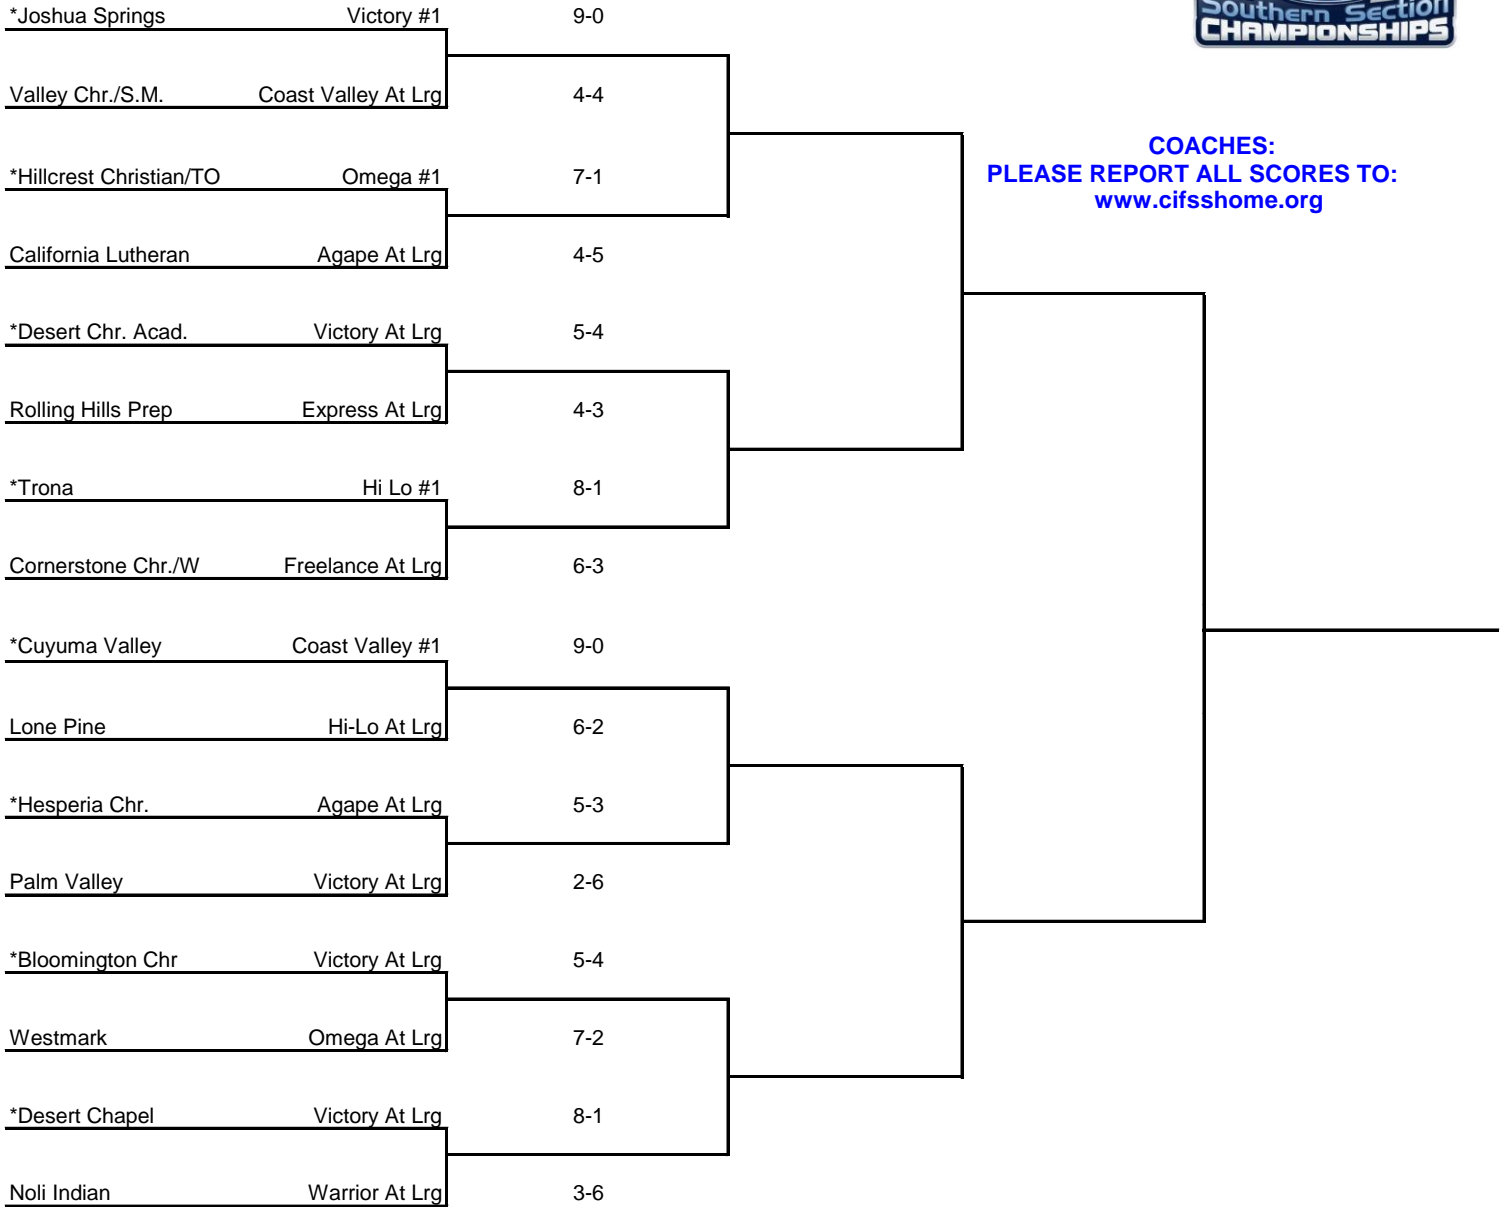 Southern Section
CHAMPIONSHIPS
*Joshua Springs Victory #1 9-0
Valley Chr./S.M. Coast Valley At Lrg 4-4
COACHES:
PLEASE REPORT ALL SCORES TO:
www.cifsshome.org
*Hillcrest Christian/TO Omega #1 7-1
California Lutheran Agape At Lrg 4-5
*Desert Chr. Acad. Victory At Lrg 5-4
Rolling Hills Prep Express At Lrg 4-3
*Trona Hi Lo #1 8-1
Cornerstone Chr./W Freelance At Lrg 6-3
*Cuyuma Valley Coast Valley #1 9-0
Lone Pine Hi-Lo At Lrg 6-2
*Hesperia Chr. Agape At Lrg 5-3
Palm Valley Victory At Lrg 2-6
*Bloomington Chr Victory At Lrg 5-4
Westmark Omega At Lrg 7-2
*Desert Chapel Victory At Lrg 8-1
Noli Indian Warrior At Lrg 3-6